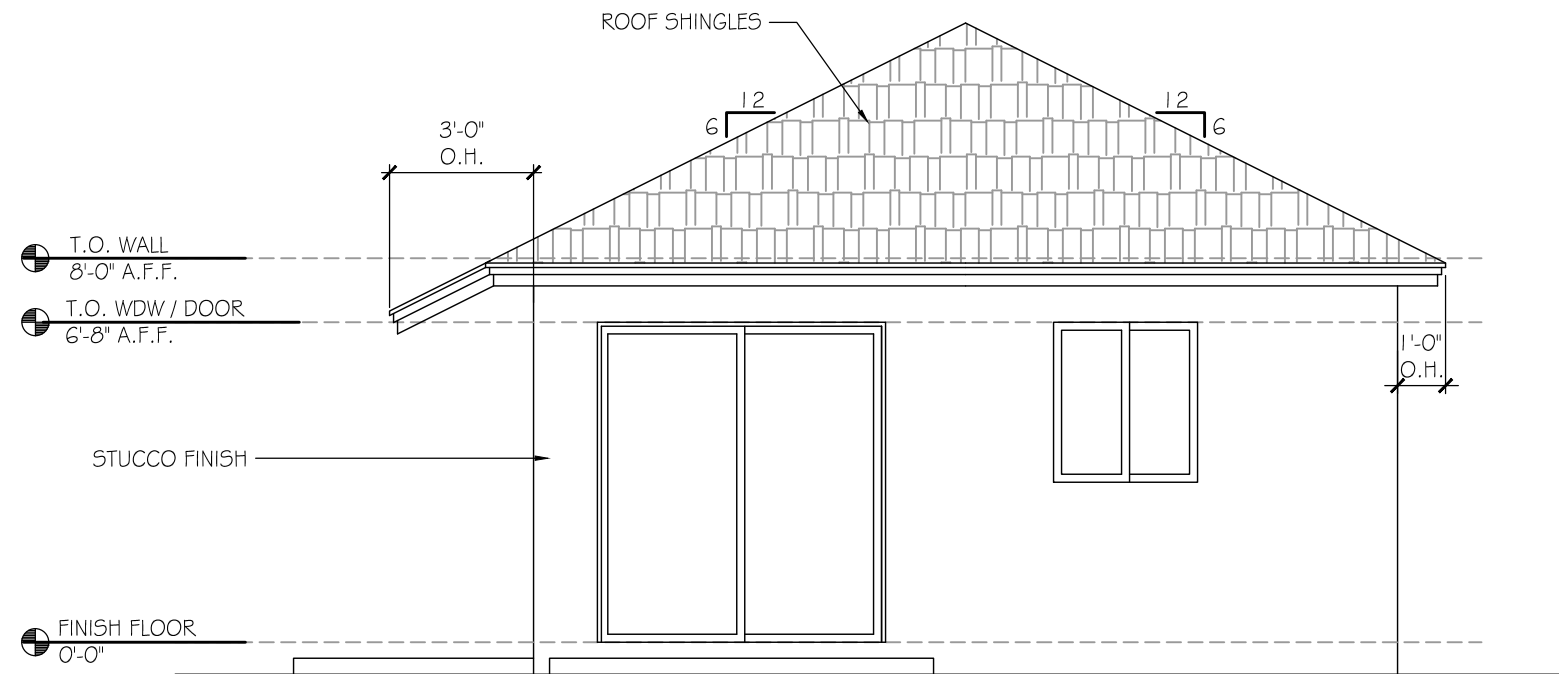 ROOF SHINGLES
12
6
12
6
3'-0"
O.H.
T.O. WALL
8'-0" A.F.F.
T.O. WDW / DOOR
6'-8" A.F.F.
1'-0"
O.H.
STUCCO FINISH
FINISH FLOOR
0'-0"